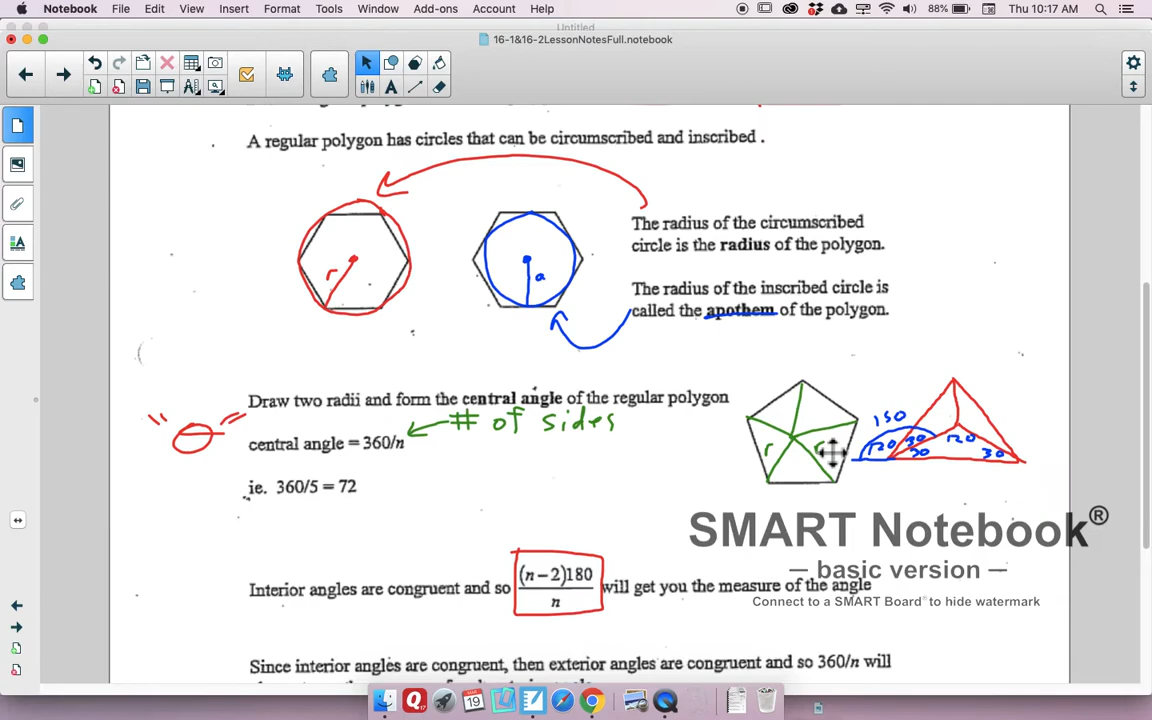 Notebook File Edit View Insert Format Tools Window Add-ons Account Help 88% Thu 10:17 AM
Untitled
16-1&16-2LessonNotesFull.notebook
A regular polygon has circles that can be circumscribed and inscribed .
The radius of the circumscribed
circle is the radius of the polygon.
r
a
The radius of the inscribed circle is
called the apothem of the polygon.
Draw two radii and form the central angle of the regular polygon
# of sides
central angle = 360/n
"θ"
ie. 360/5 = 72
r r
150
120 30 30 120 30
SMART Notebook®
— basic version —
Connect to a SMART Board® to hide watermark
Interior angles are congruent and so (n−2)180
n
will get you the measure of the angle
Since interior angles are congruent, then exterior angles are congruent and so 360/n will
19